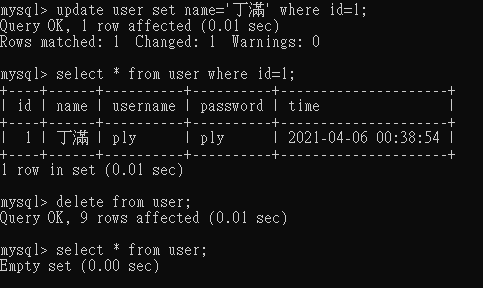 mysql> update user set name='丁滿' where id=1;
Query OK, 1 row affected (0.01 sec)
Rows matched: 1  Changed: 1  Warnings: 0
mysql> select * from user where id=1;
+----+------+----------+----------+---------------------+
| id | name | username | password | time                |
+----+------+----------+----------+---------------------+
|  1 | 丁滿 | ply      | ply      | 2021-04-06 00:38:54 |
+----+------+----------+----------+---------------------+
1 row in set (0.01 sec)
mysql> delete from user;
Query OK, 9 rows affected (0.01 sec)
mysql> select * from user;
Empty set (0.00 sec)